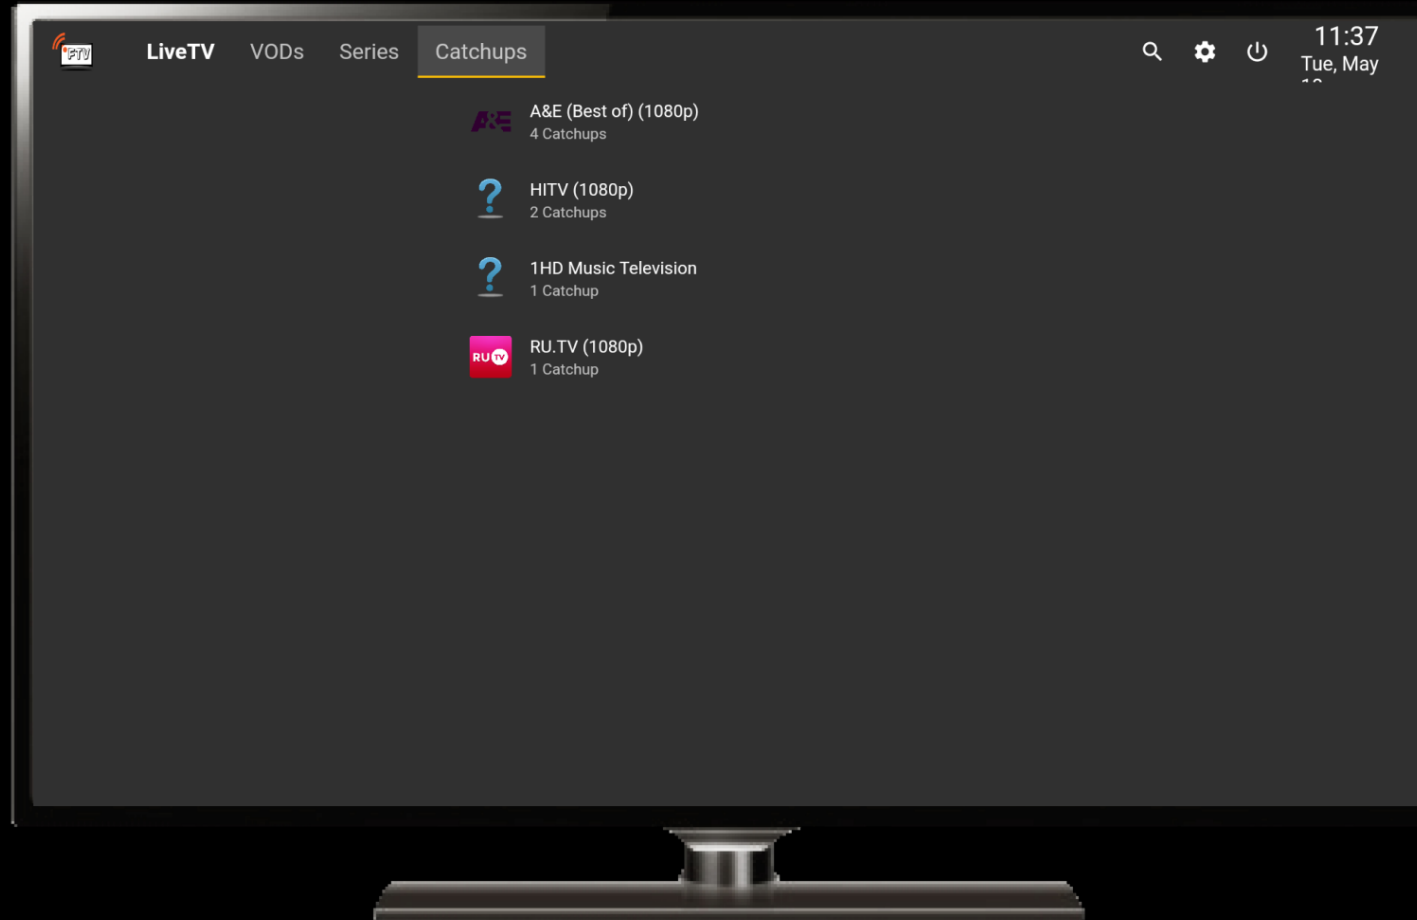 FTV
LiveTV
VODs
Series
Catchups
11:37
Tue, May
A&E
A&E (Best of) (1080p)
4 Catchups
HITV (1080p)
2 Catchups
1HD Music Television
1 Catchup
RU TV
RU.TV (1080p)
1 Catchup